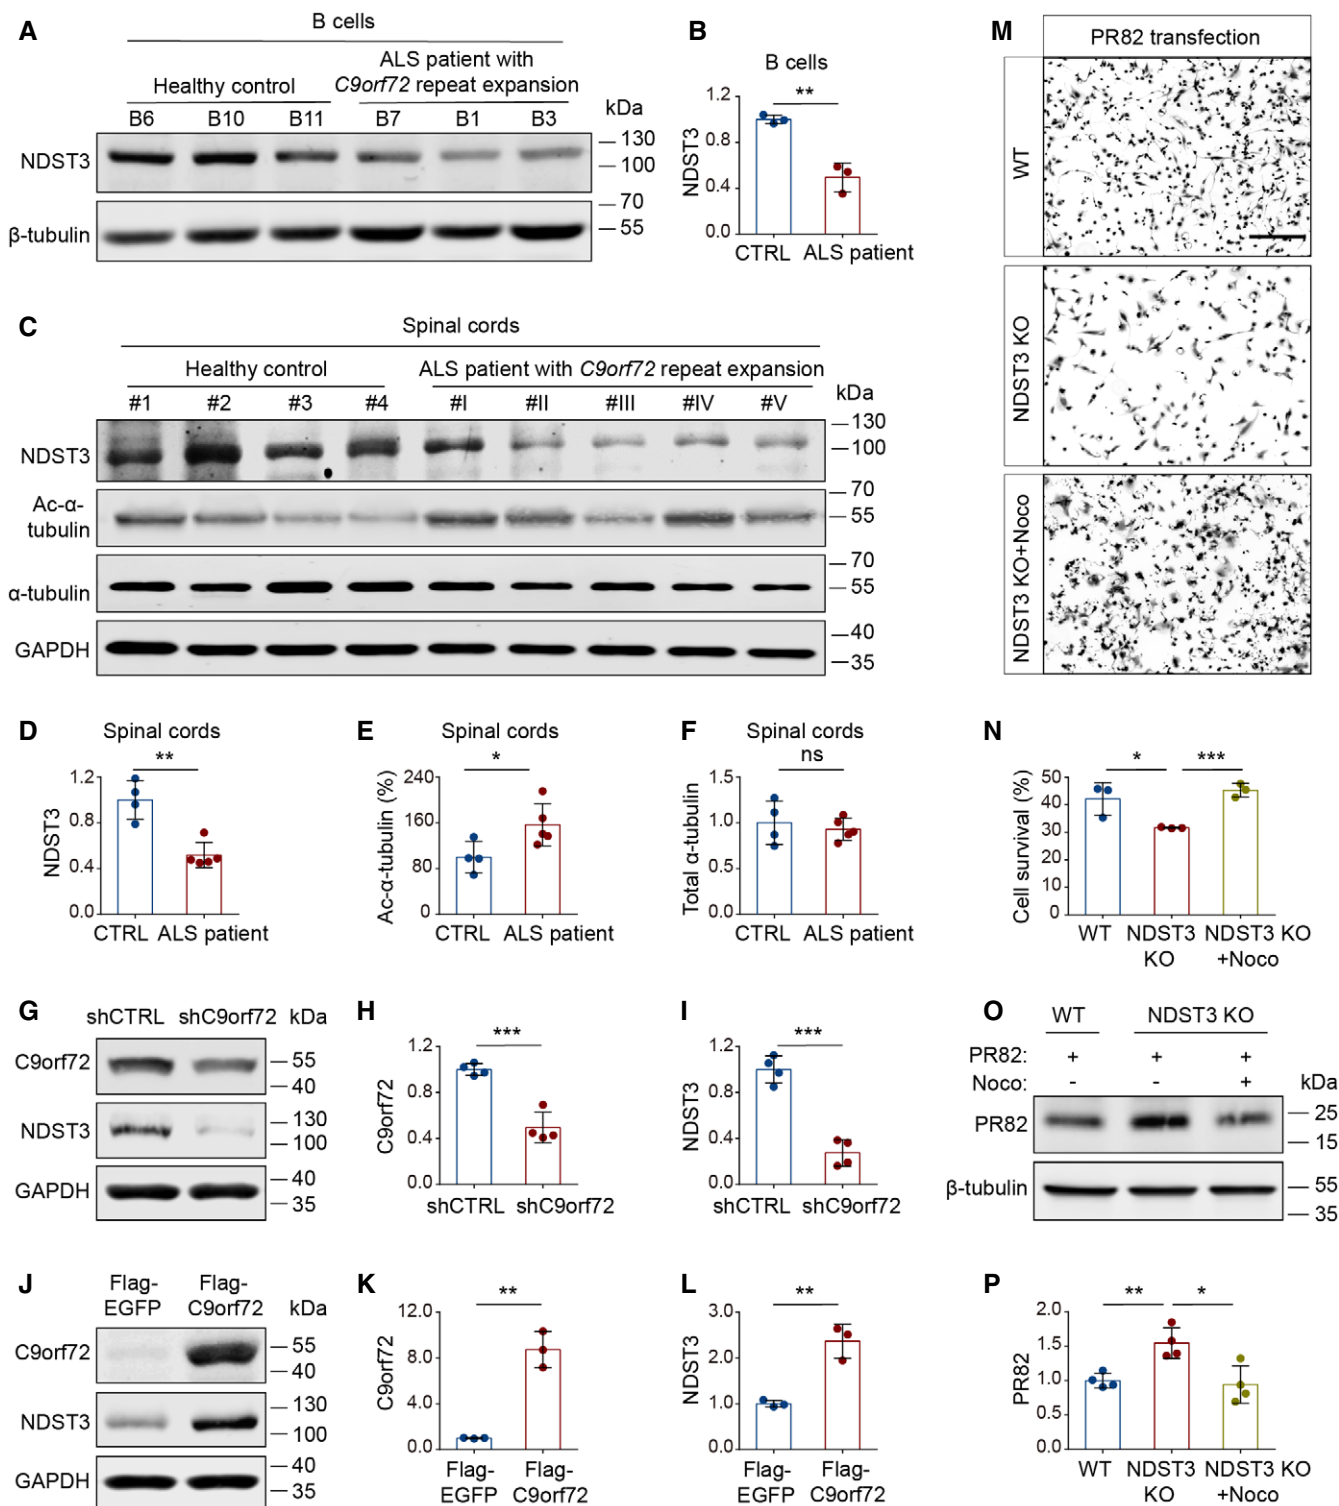 A
B cells
Healthy control
ALS patient with
C9orf72 repeat expansion
B6 B10 B11 B7 B1 B3 kDa
NDST3
130
100
β-tubulin
70
55
B
B cells
**
NDST3
1.2
0.8
0.4
0.0
CTRL ALS patient
C
Spinal cords
Healthy control
ALS patient with C9orf72 repeat expansion
#1 #2 #3 #4 #I #II #III #IV #V kDa
NDST3
130
100
Ac-α-
tubulin
70
55
α-tubulin
70
55
GAPDH
40
35
D
Spinal cords
**
NDST3
1.2
0.8
0.4
0.0
CTRL ALS patient
E
Spinal cords
*
Ac-α-tubulin (%)
240
160
80
0
CTRL ALS patient
F
Spinal cords
ns
Total α-tubulin
1.5
1.0
0.5
0.0
CTRL ALS patient
G
shCTRL shC9orf72 kDa
C9orf72
55
40
NDST3
130
100
GAPDH
40
35
H
***
C9orf72
1.2
0.8
0.4
0.0
shCTRL shC9orf72
I
***
NDST3
1.2
0.8
0.4
0.0
shCTRL shC9orf72
J
Flag-
EGFP
Flag-
C9orf72
kDa
C9orf72
55
40
NDST3
130
100
GAPDH
40
35
K
**
C9orf72
12.0
8.0
4.0
0.0
Flag-
EGFP
Flag-
C9orf72
L
**
NDST3
3.0
2.0
1.0
0.0
Flag-
EGFP
Flag-
C9orf72
M
PR82 transfection
WT
NDST3 KO
NDST3 KO+Noco
N
* ***
Cell survival (%)
50
40
30
20
10
0
WT
NDST3
KO
NDST3 KO
+Noco
O
WT NDST3 KO
PR82: + + +
Noco: - - + kDa
PR82
25
15
β-tubulin
55
35
P
** *
PR82
2.0
1.5
1.0
0.5
0.0
WT
NDST3
KO
NDST3 KO
+Noco